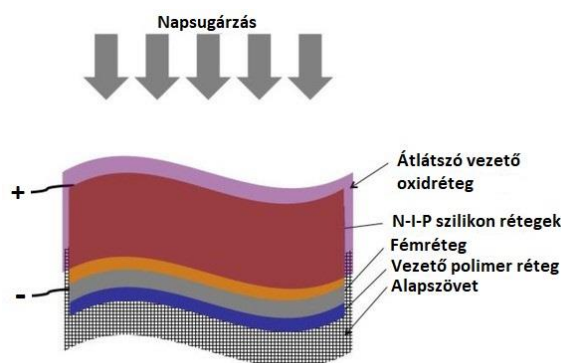 Napsugárzás
Átlátszó vezető
oxidréteg
+
N-I-P szilikon rétegek
Fémréteg
Vezető polimer réteg
-
Alapszövet